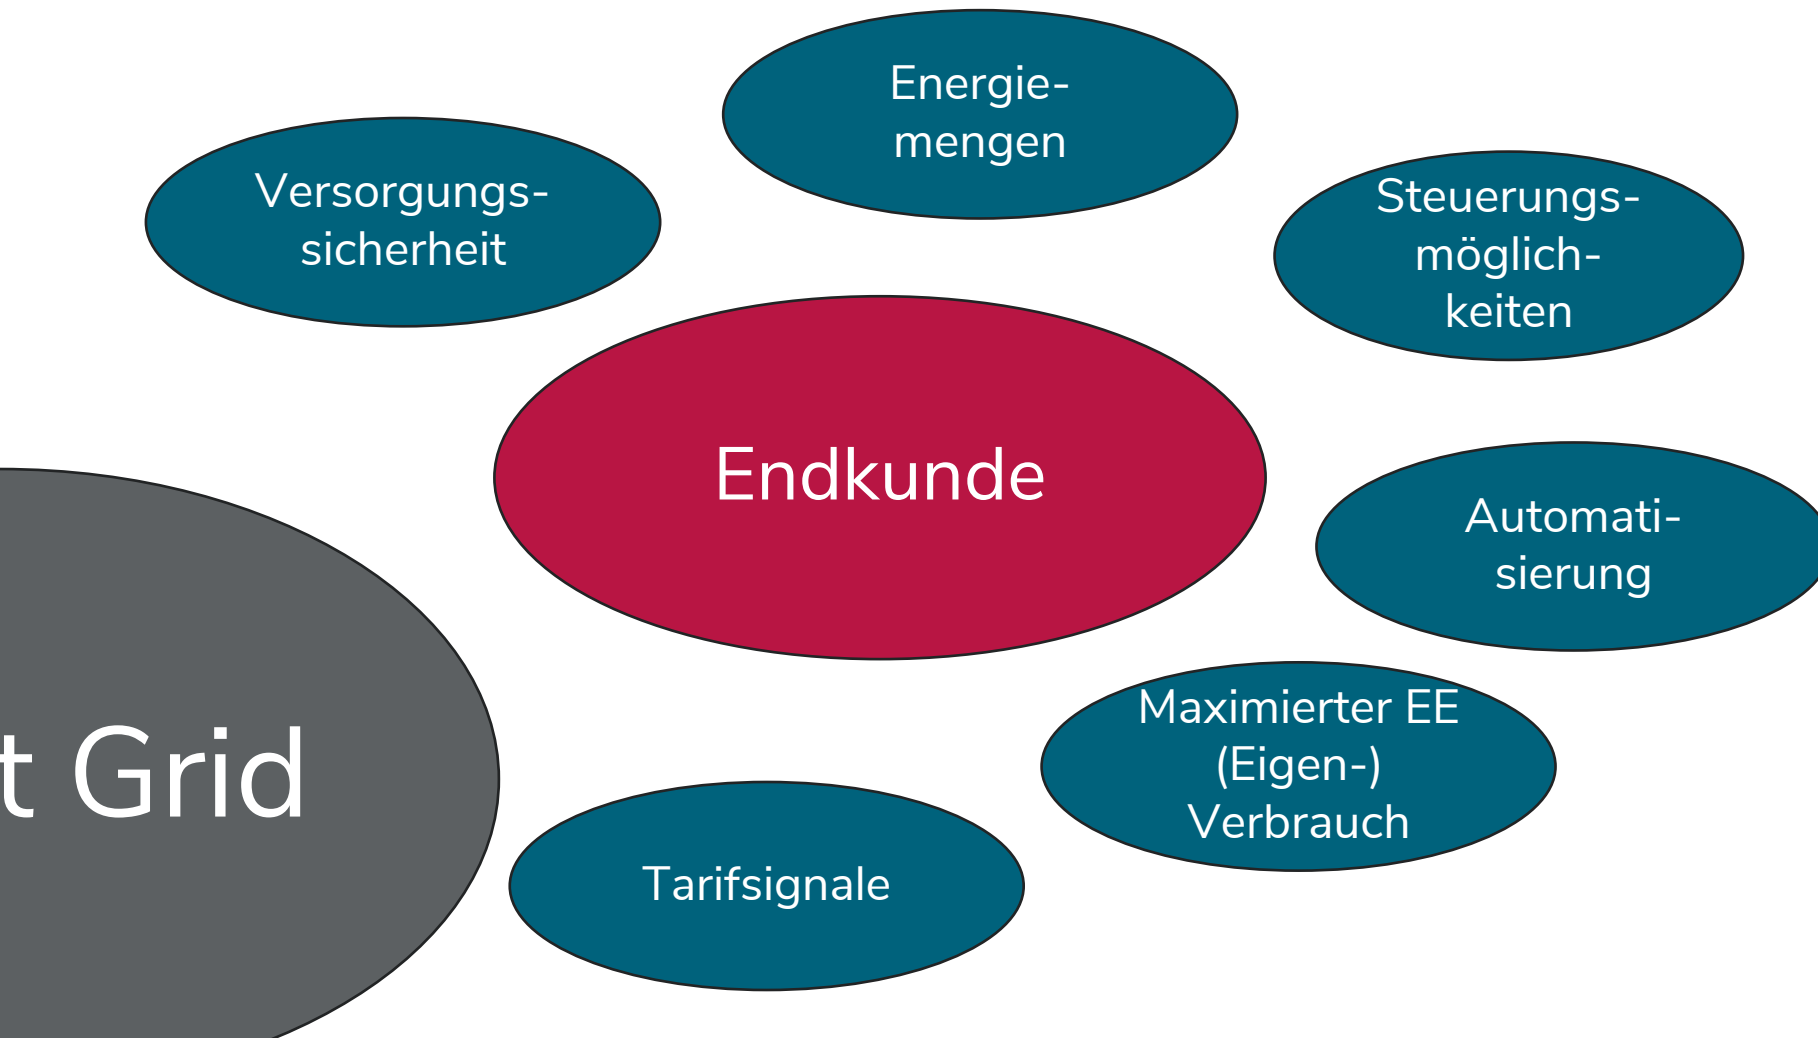 Energie-
mengen
Versorgungs-
sicherheit
Steuerungs-
möglich-
keiten
Endkunde
Automati-
sierung
Maximierter EE
(Eigen-)
Verbrauch
t Grid
Tarifsignale